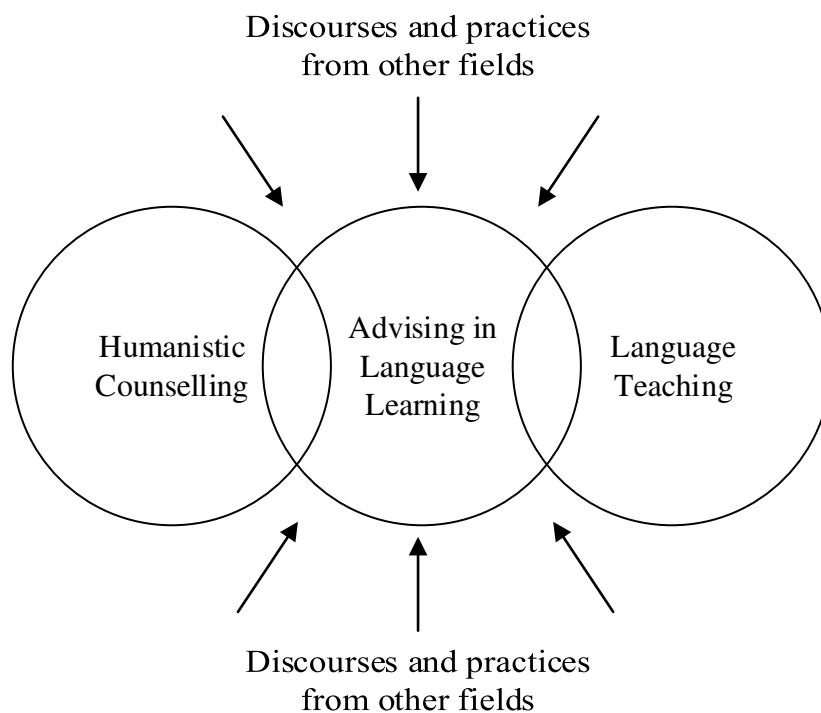 Discourses and practices
from other fields
Humanistic
Counselling
Advising in
Language
Learning
Language
Teaching
Discourses and practices
from other fields